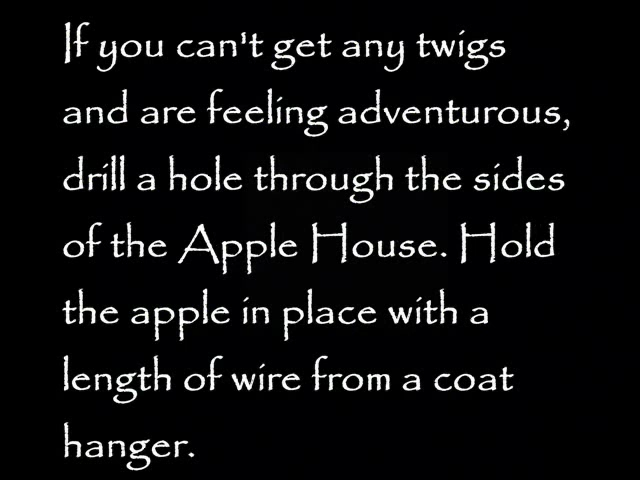 If you can't get any twigs
and are feeling adventurous,
drill a hole through the sides
of the Apple House. Hold
the apple in place with a
length of wire from a coat
hanger.